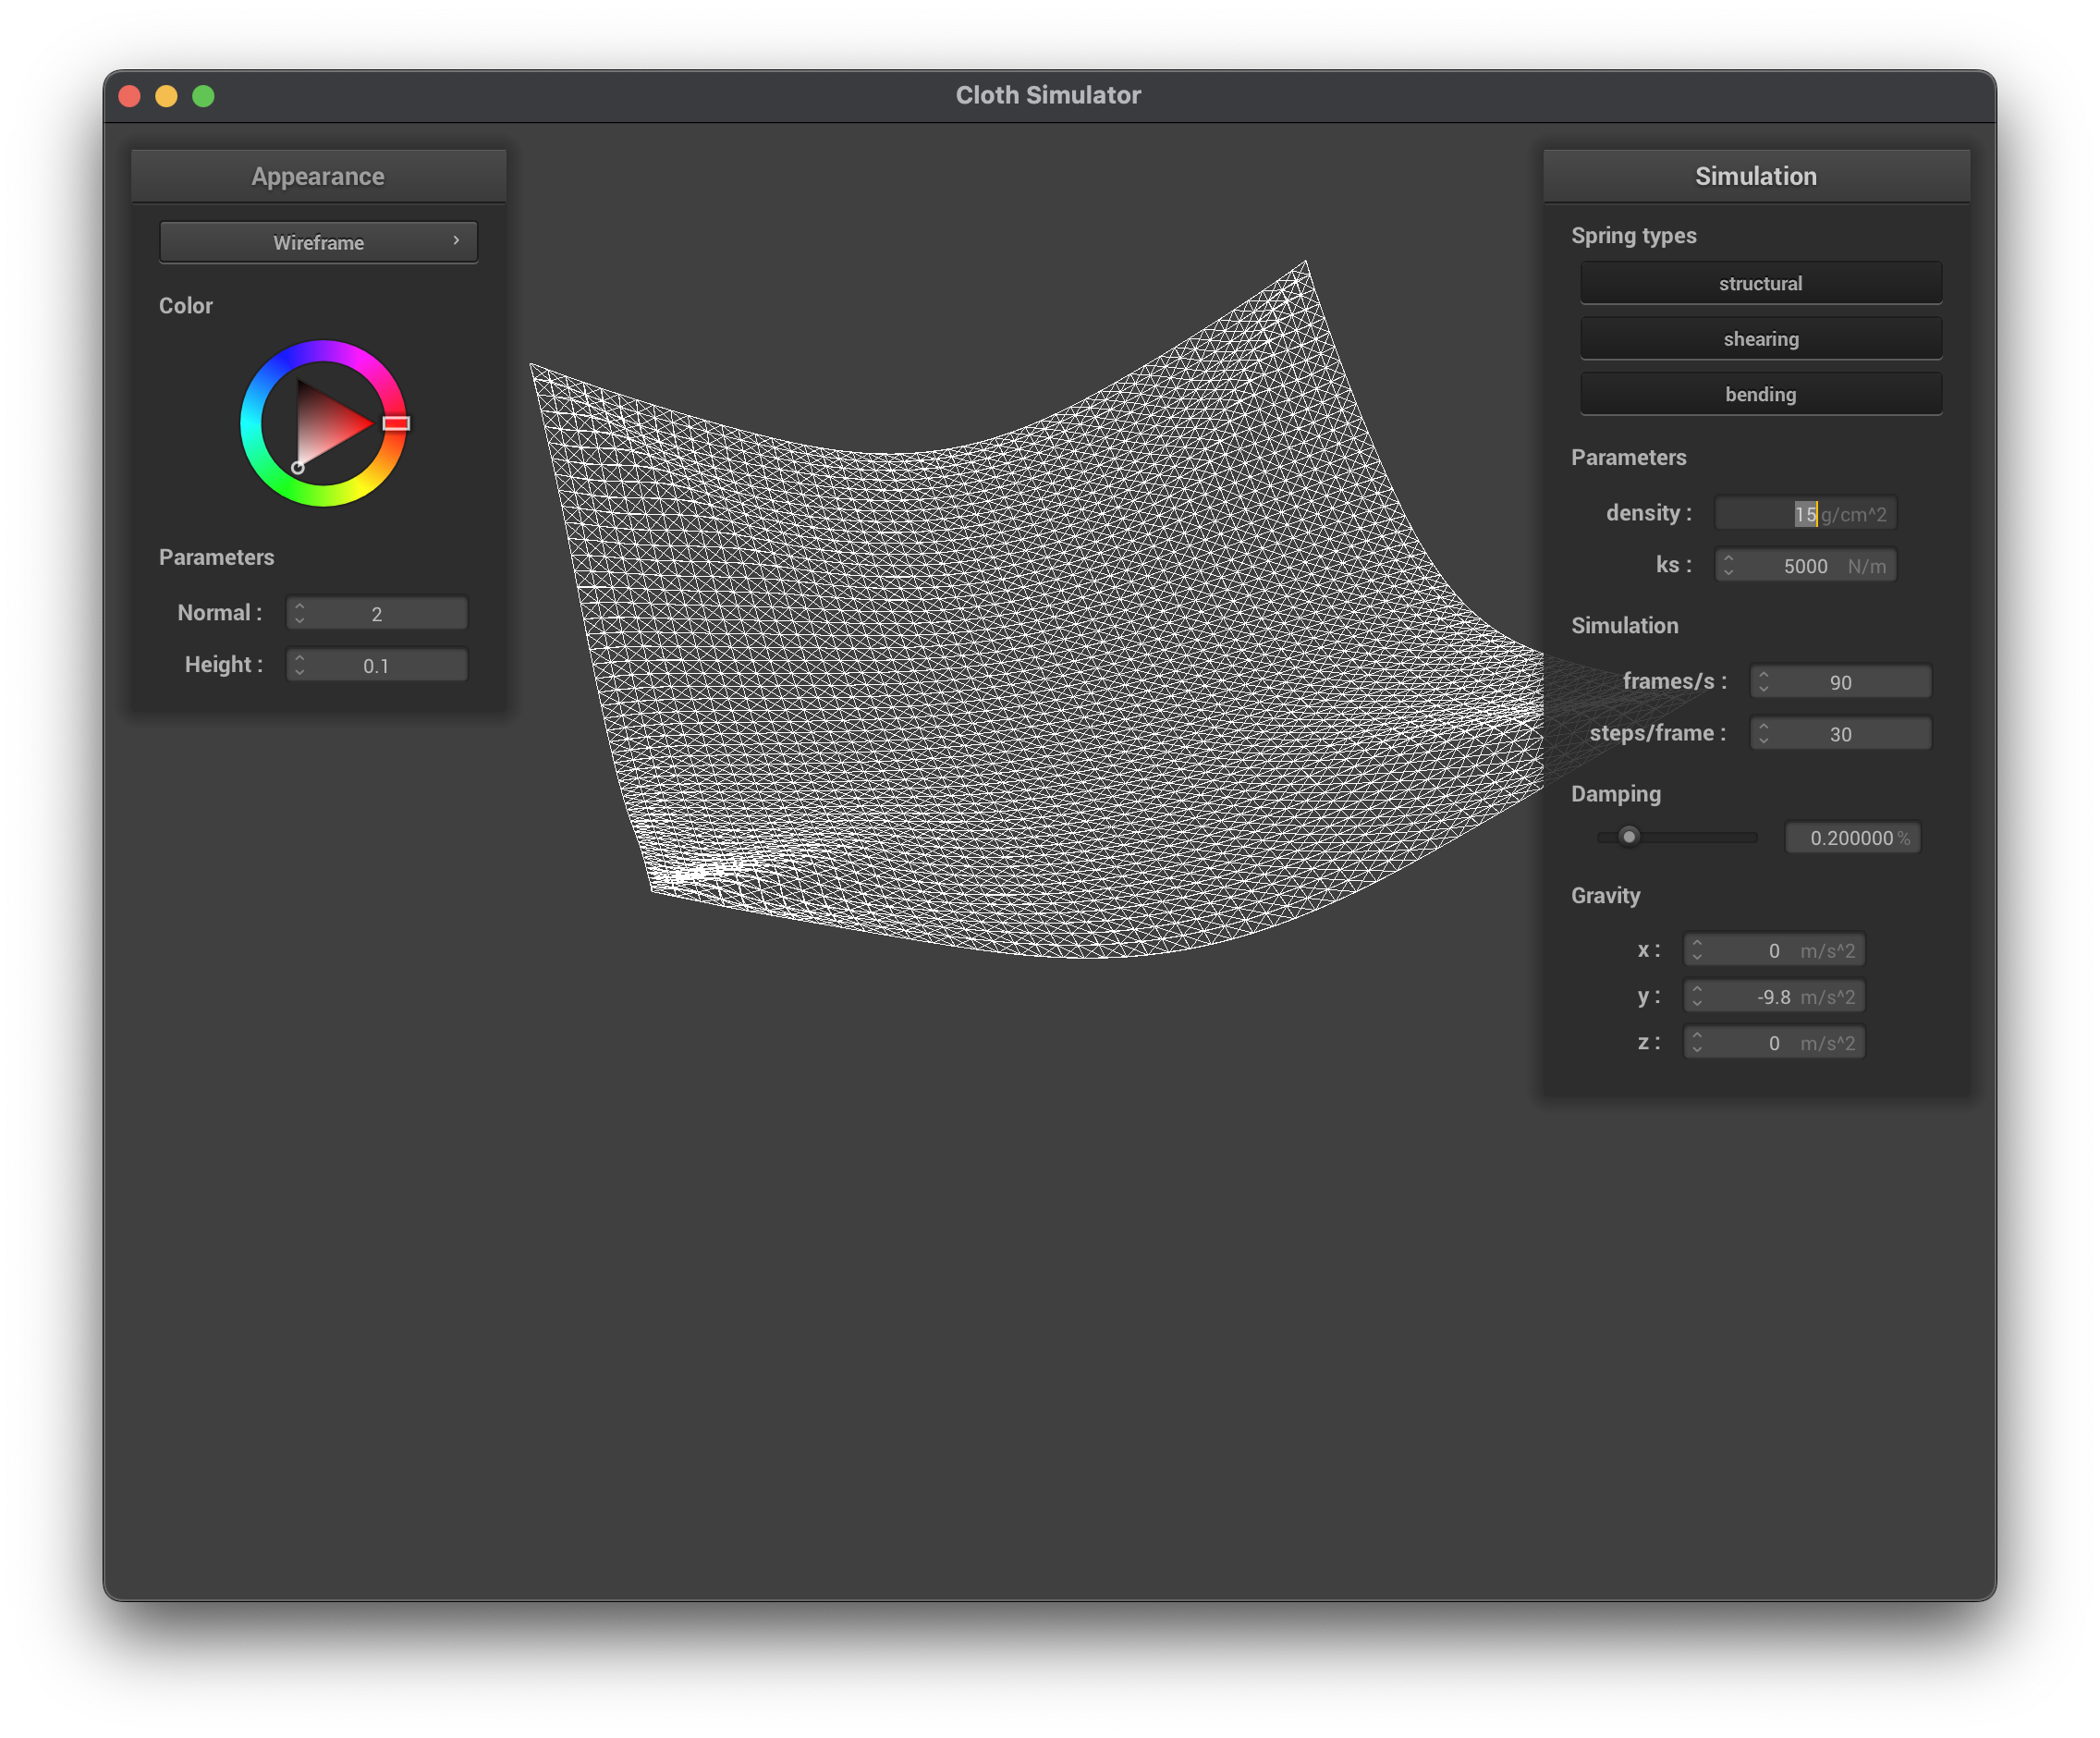 Cloth Simulator
Appearance
Wireframe
Color
Parameters
Normal : 2
Height : 0.1
Simulation
Spring types
structural
shearing
bending
Parameters
density : 15 g/cm^2
ks : 5000 N/m
Simulation
frames/s : 90
steps/frame : 30
Damping
0.200000 %
Gravity
x : 0 m/s^2
y : -9.8 m/s^2
z : 0 m/s^2